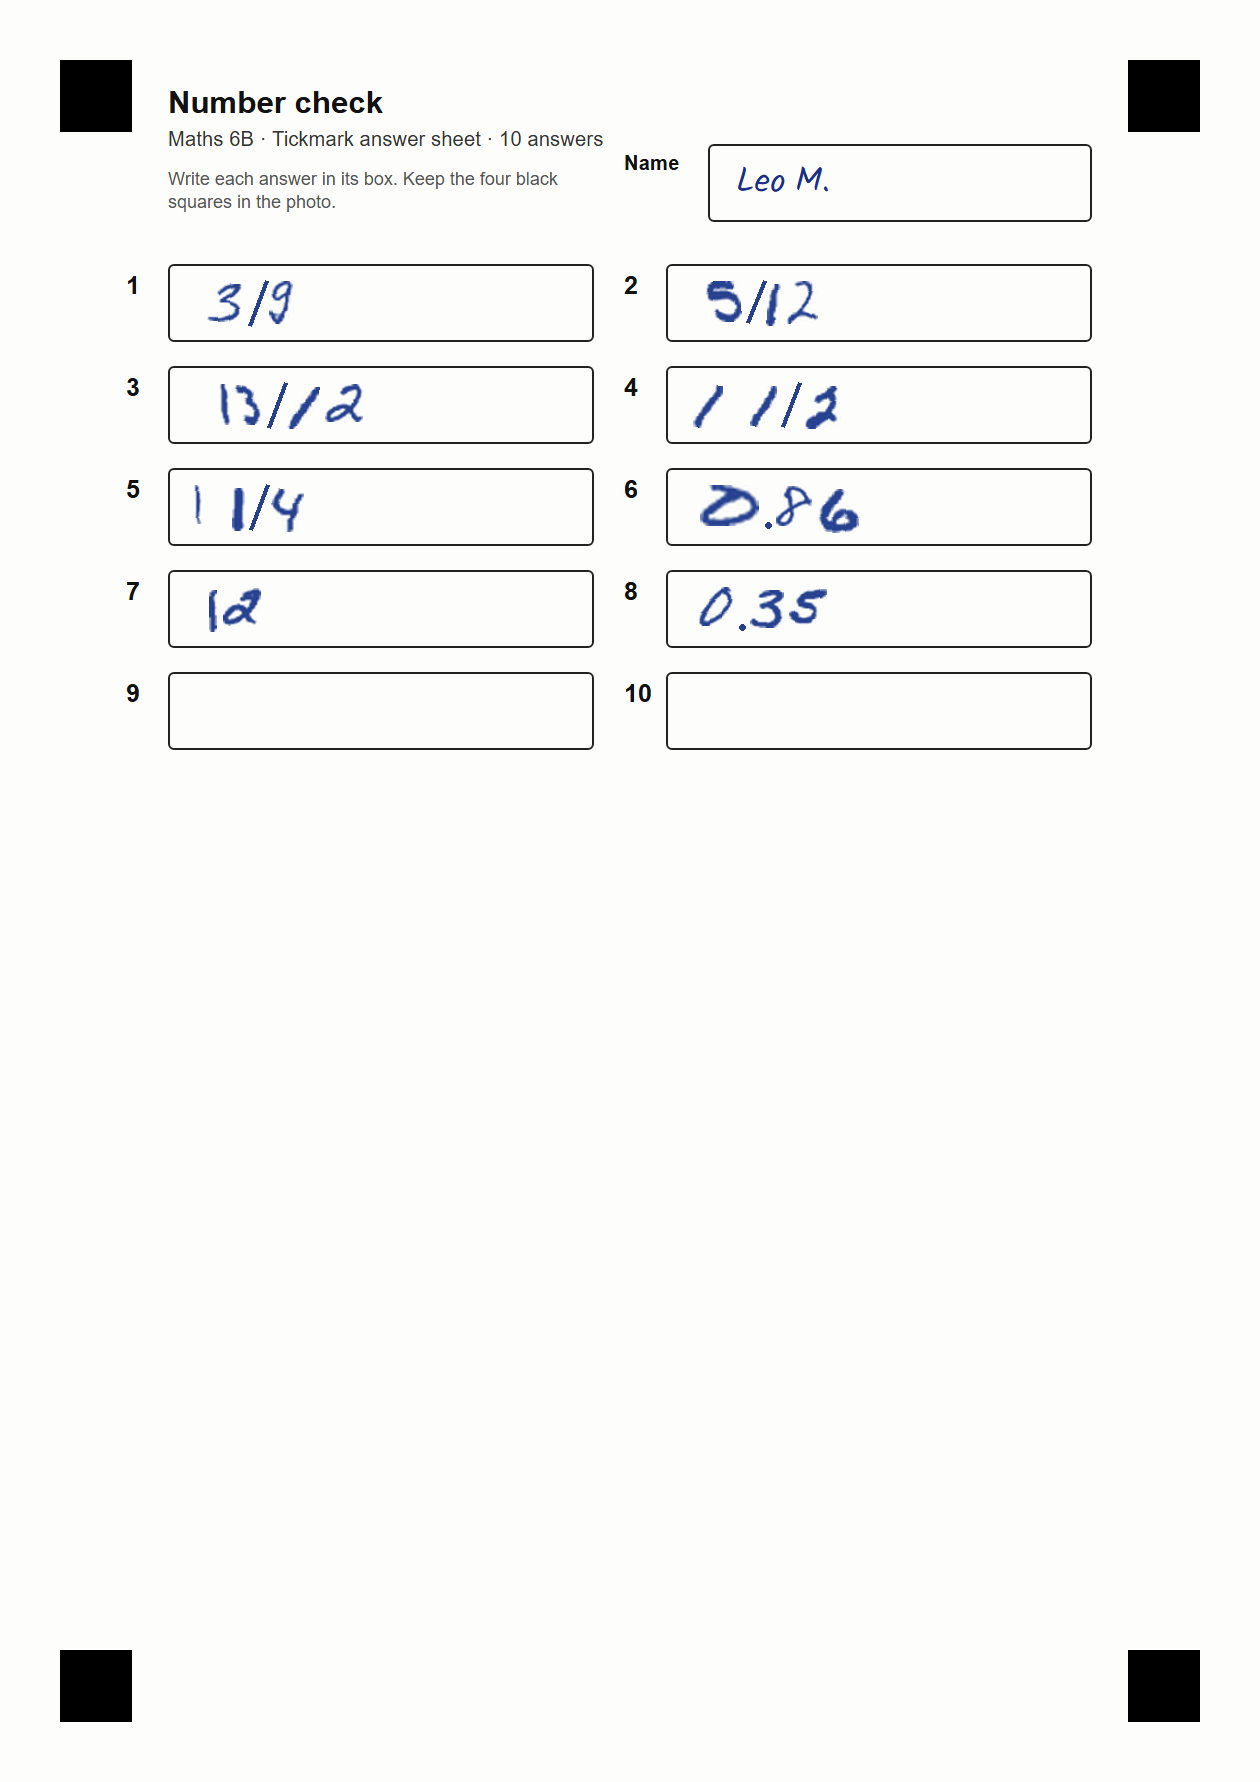 Number check
Maths 6B · Tickmark answer sheet · 10 answers
Write each answer in its box. Keep the four black
squares in the photo.
Name Leo M.
1 3/9
2 5/12
3 13/12
4 1 1/2
5 1 1/4
6 0.86
7 12
8 0.35
9
10